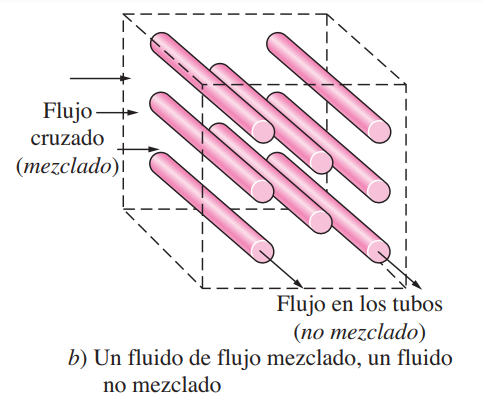 Flujo
cruzado
(mezclado)
Flujo en los tubos
(no mezclado)
b) Un fluido de flujo mezclado, un fluido
no mezclado